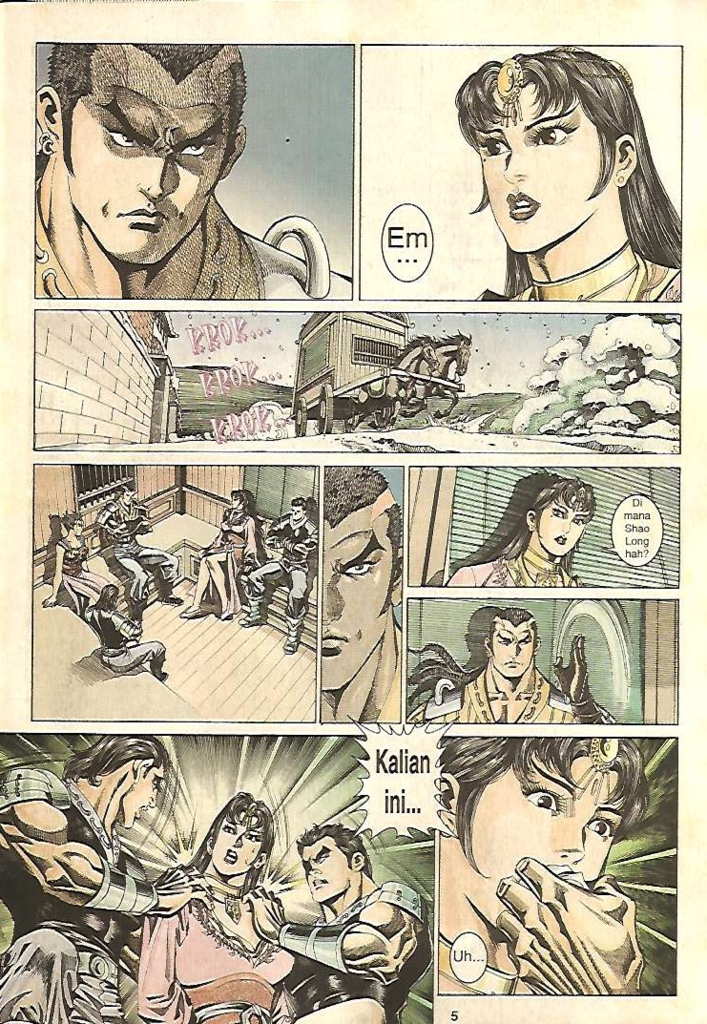 Em
...
KROK...
KROK...
KROK...
Di
mana
Shao
Long
hah?
Kalian
ini...
Uh...
5